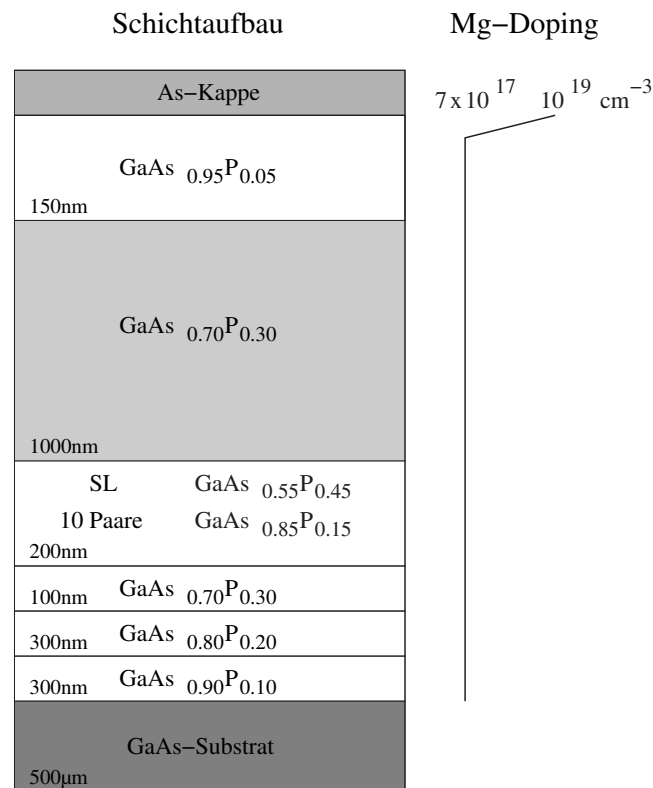 Schichtaufbau Mg−Doping
As−Kappe 7 x 10 17 10 19 cm−3
GaAs 0.95P0.05
150nm
GaAs 0.70P0.30
1000nm
SL GaAs 0.55P0.45
10 Paare GaAs 0.85P0.15
200nm
100nm GaAs 0.70P0.30
300nm GaAs 0.80P0.20
300nm GaAs 0.90P0.10
GaAs−Substrat
500µm